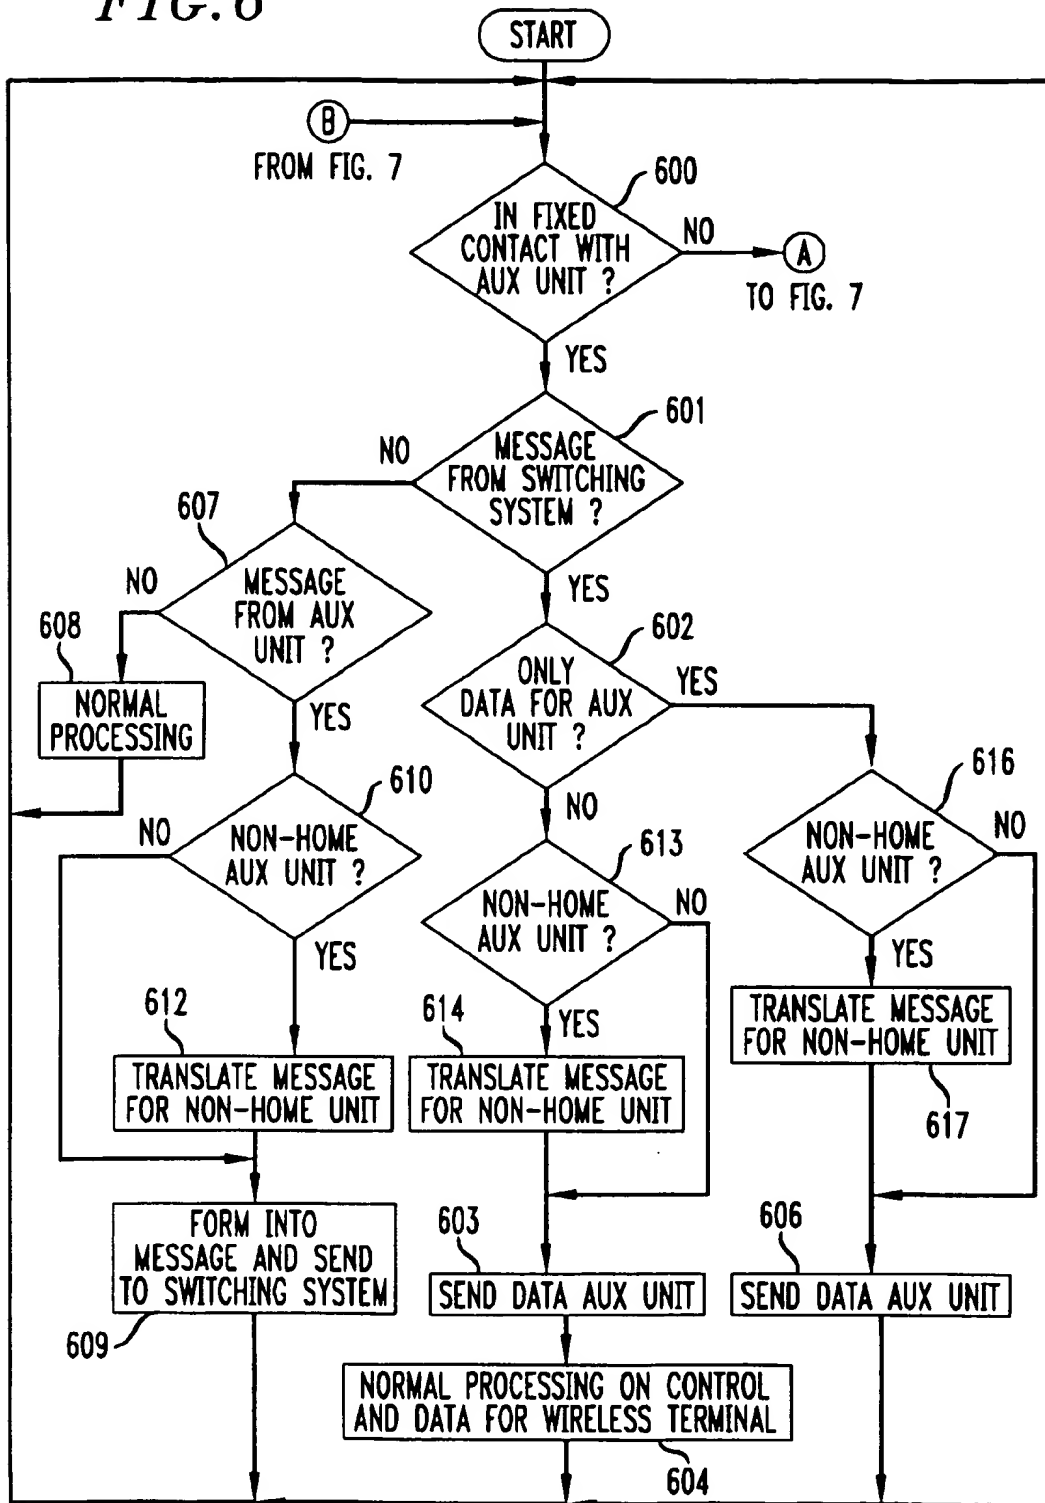 FIG. 6
START
B
FROM FIG. 7
600
IN FIXED
CONTACT WITH
AUX UNIT ?
NO
A
TO FIG. 7
YES
601
MESSAGE
FROM SWITCHING
SYSTEM ?
NO
YES
607
MESSAGE
FROM AUX
UNIT ?
NO
YES
608
NORMAL
PROCESSING
602
ONLY
DATA FOR AUX
UNIT ?
YES
NO
610
NON-HOME
AUX UNIT ?
NO
YES
613
NON-HOME
AUX UNIT ?
NO
YES
616
NON-HOME
AUX UNIT ?
NO
YES
612
TRANSLATE MESSAGE
FOR NON-HOME UNIT
614
TRANSLATE MESSAGE
FOR NON-HOME UNIT
TRANSLATE MESSAGE
FOR NON-HOME UNIT
617
FORM INTO
MESSAGE AND SEND
TO SWITCHING SYSTEM
609
603
SEND DATA AUX UNIT
606
SEND DATA AUX UNIT
NORMAL PROCESSING ON CONTROL
AND DATA FOR WIRELESS TERMINAL
604